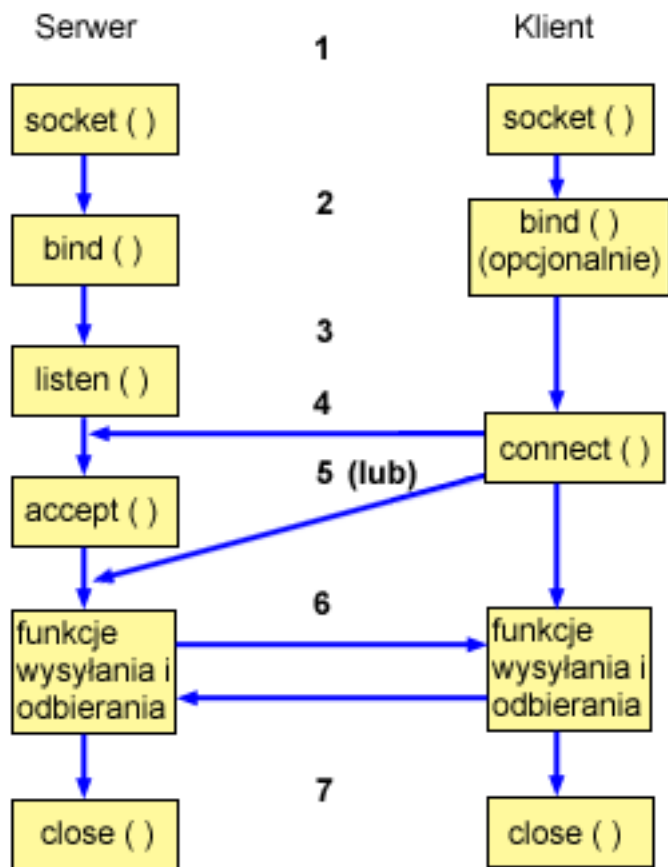 Serwer
Klient
1
socket ( )
socket ( )
2
bind ( )
bind ( )
(opcjonalnie)
3
listen ( )
4
connect ( )
5 (lub)
accept ( )
6
funkcje
wysyłania i
odbierania
funkcje
wysyłania i
odbierania
7
close ( )
close ( )